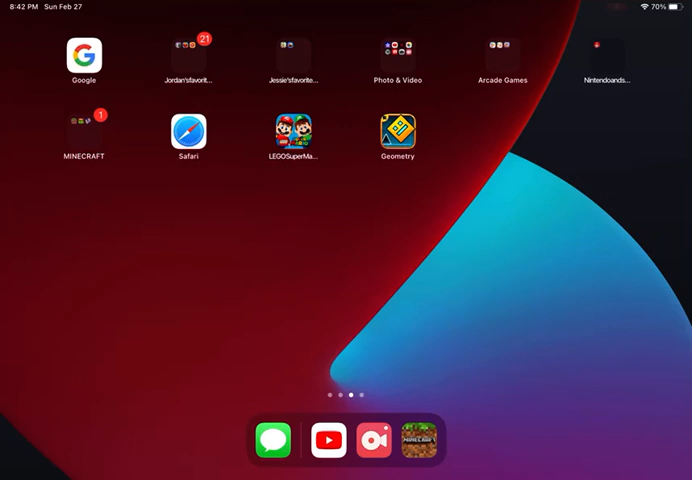 8:42 PM Sun Feb 27
70%
21
Google
Jordan'sfavorit...
Jessie'sfavorite...
Photo & Video
Arcade Games
Nintendoands...
1
MINECRAFT
Safari
LEGOSuperMa...
Geometry
MINECRAFT